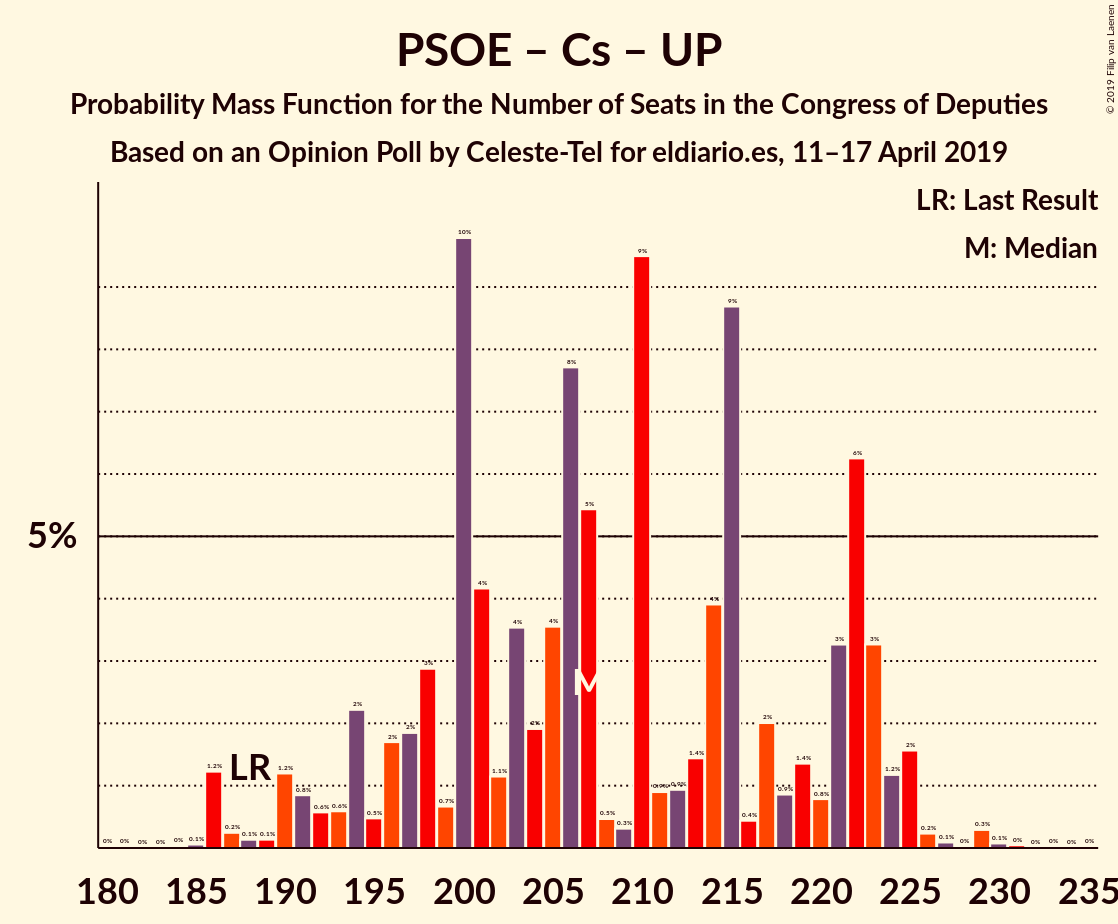 PSOE – Cs – UP
Probability Mass Function for the Number of Seats in the Congress of Deputies
Based on an Opinion Poll by Celeste-Tel for eldiario.es, 11–17 April 2019
© 2019 Filip van Laenen
LR: Last Result
M: Median
5%
LR
M
0% 0% 0% 0% 0% 0.1% 1.2% 0.2% 0.1% 0.1% 1.2% 0.8% 0.6% 0.6% 2% 0.5% 2% 2% 3% 0.7% 10% 4% 1.1% 4% 2% 4% 8% 5% 0.5% 0.3% 9% 0.9% 0.9% 1.4% 4% 9% 0.4% 2% 0.9% 1.4% 0.8% 3% 6% 3% 1.2% 2% 0.2% 0.1% 0% 0.3% 0.1% 0% 0% 0% 0% 0%
180 185 190 195 200 205 210 215 220 225 230 235